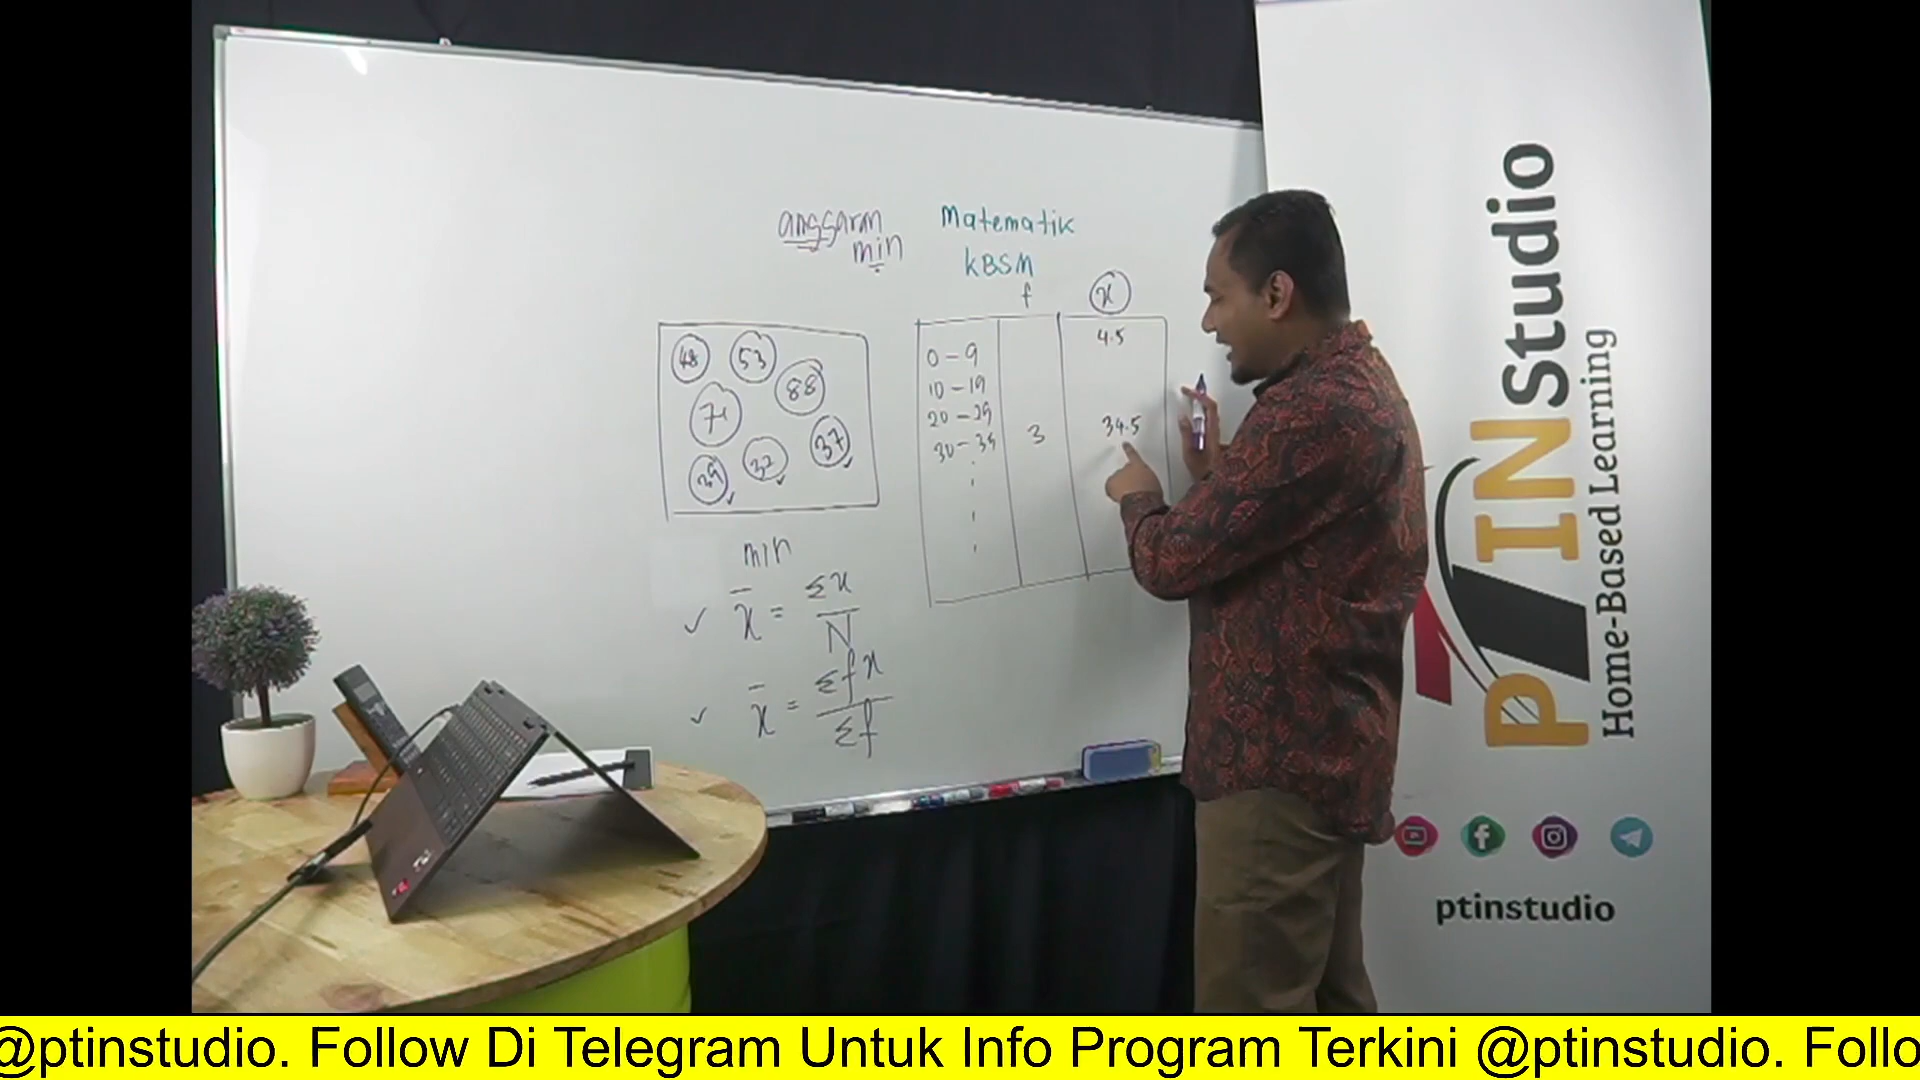 anggaran
min
Matematik
KBSM
f
x
48
53
88
74
37
39
32
0 - 9
10 - 19
20 - 29
30 - 39
3
4.5
34.5
min
x̄ = Σx / N
x̄ = Σfx / Σf
PTIN Studio
Home-Based Learning
ptinstudio
@ptinstudio. Follow Di Telegram Untuk Info Program Terkini @ptinstudio. Follo